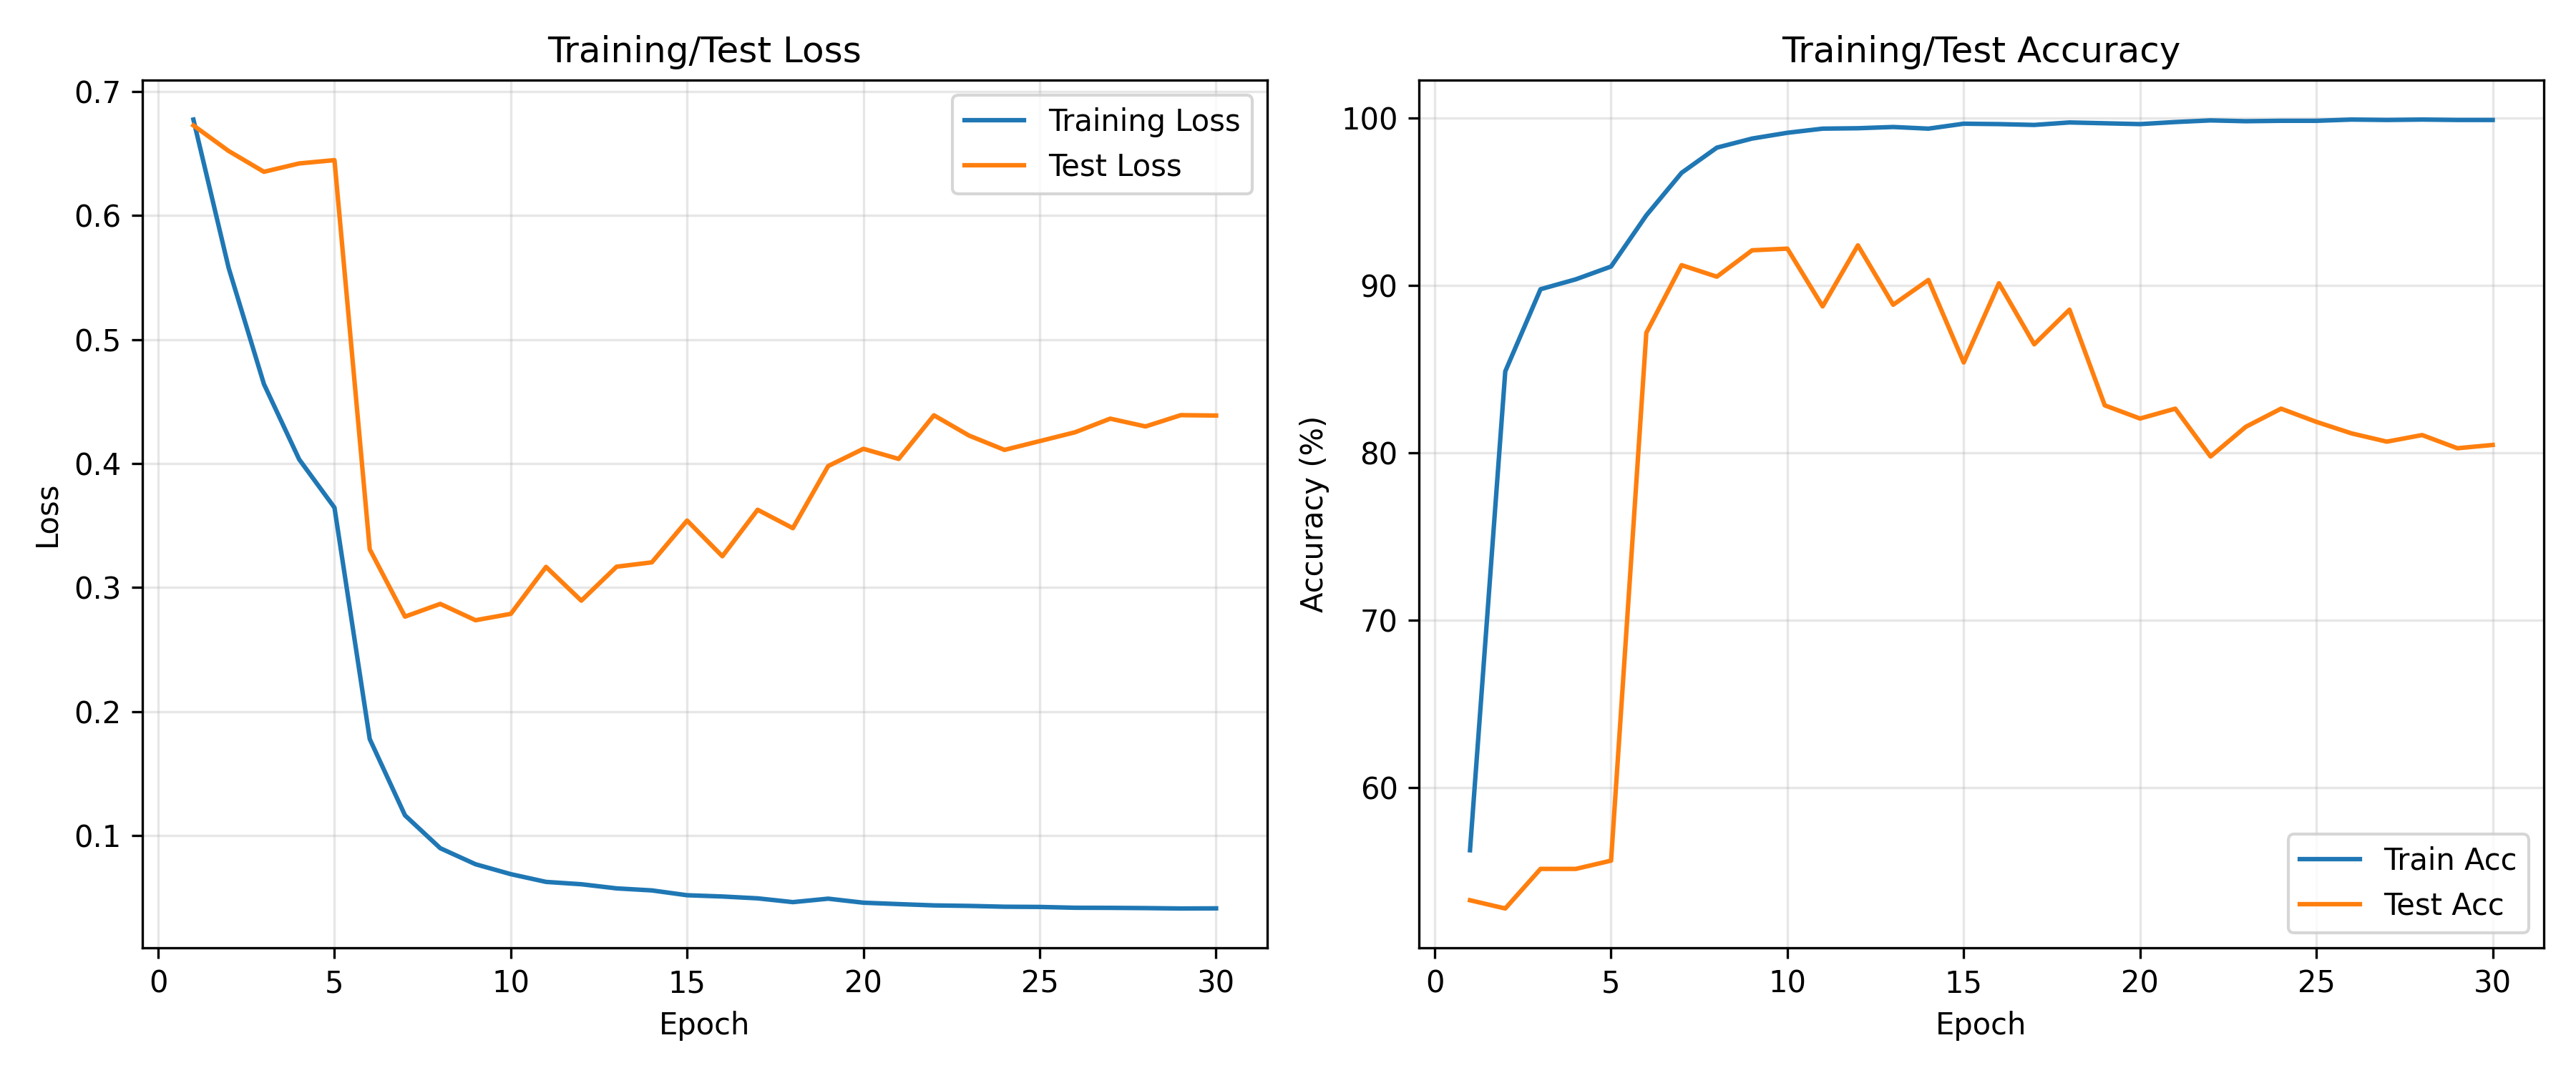 Training/Test Loss
0.7
0.6
0.5
0.4
0.3
0.2
0.1
Loss
0 5 10 15 20 25 30
Epoch
Training Loss
Test Loss
Training/Test Accuracy
100
90
80
70
60
Accuracy (%)
0 5 10 15 20 25 30
Epoch
Train Acc
Test Acc